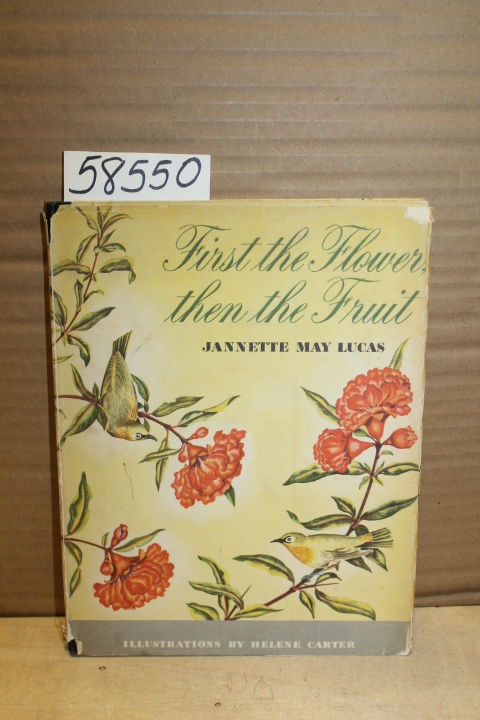 58550
First the Flower,
then the Fruit
JANNETTE MAY LUCAS
ILLUSTRATIONS BY HELENE CARTER